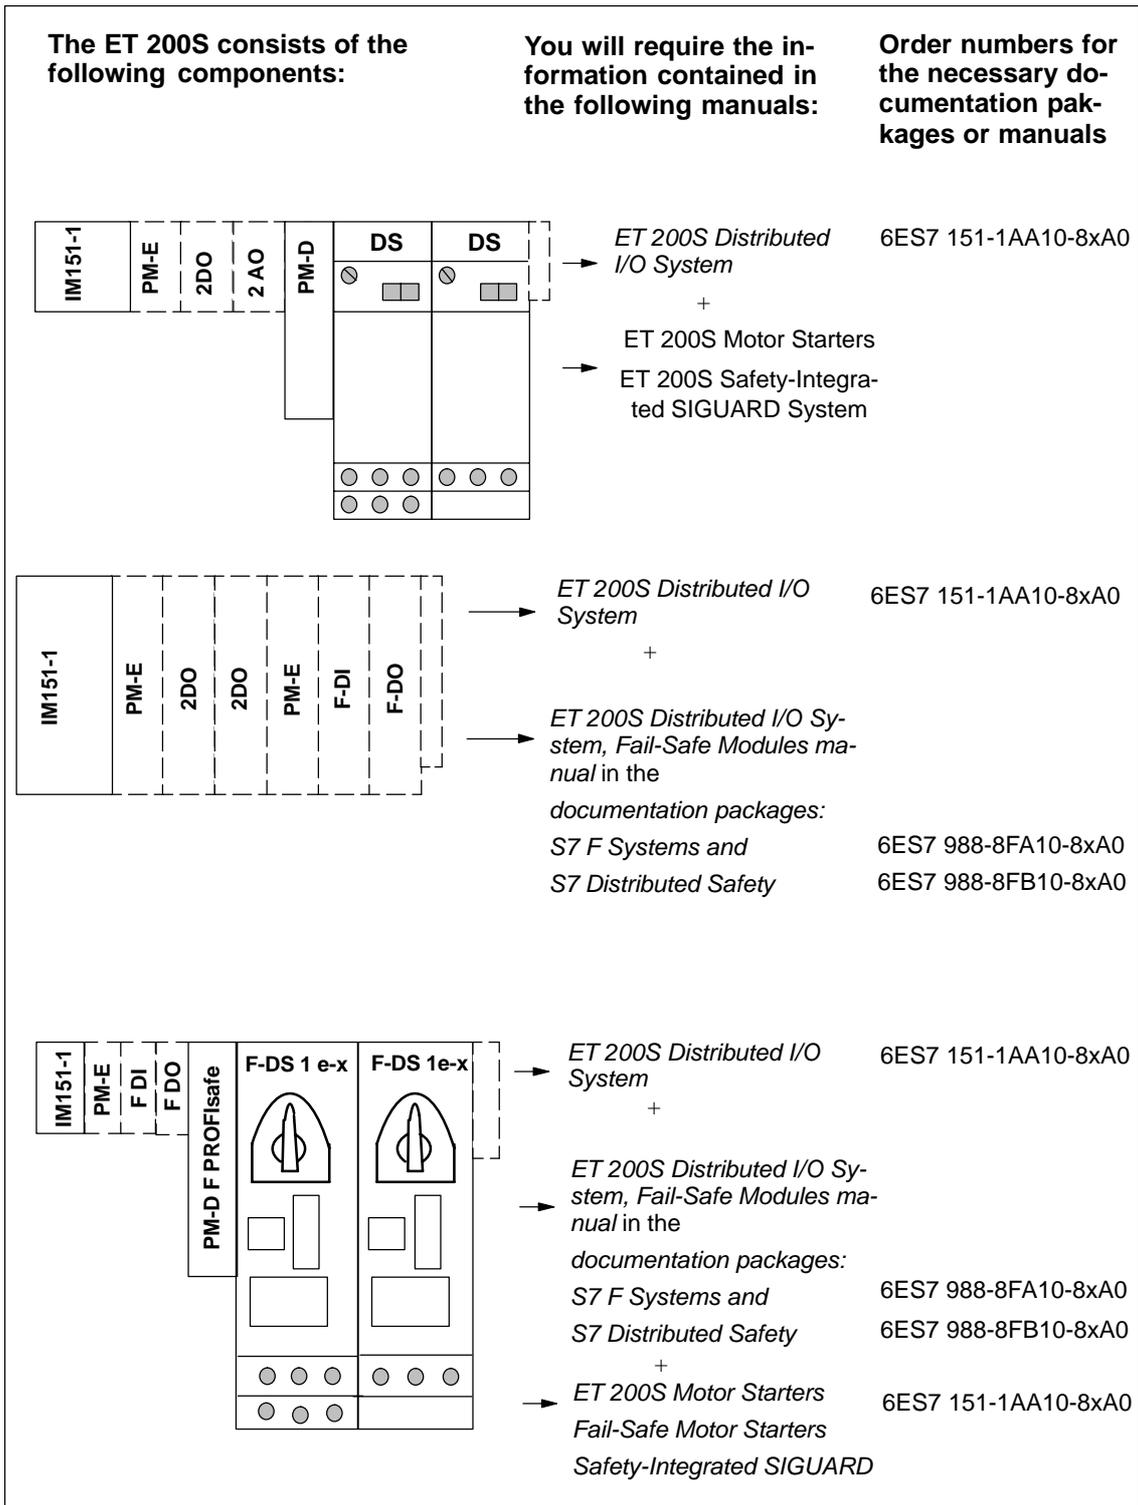 The ET 200S consists of the
following components:
You will require the in-
formation contained in
the following manuals:
Order numbers for
the necessary do-
cumentation pak-
kages or manuals
IM151-1
PM-E
2DO
2 AO
PM-D
DS
DS
ET 200S Distributed
I/O System
6ES7 151-1AA10-8xA0
+
ET 200S Motor Starters
ET 200S Safety-Integra-
ted SIGUARD System
IM151-1
PM-E
2DO
2DO
PM-E
F-DI
F-DO
ET 200S Distributed I/O
System
6ES7 151-1AA10-8xA0
+
ET 200S Distributed I/O Sy-
stem, Fail-Safe Modules ma-
nual in the
documentation packages:
S7 F Systems and
6ES7 988-8FA10-8xA0
S7 Distributed Safety
6ES7 988-8FB10-8xA0
IM151-1
PM-E
F DI
F DO
PM-D F PROFIsafe
F-DS 1 e-x
F-DS 1e-x
ET 200S Distributed I/O
System
6ES7 151-1AA10-8xA0
+
ET 200S Distributed I/O Sy-
stem, Fail-Safe Modules ma-
nual in the
documentation packages:
S7 F Systems and
6ES7 988-8FA10-8xA0
S7 Distributed Safety
6ES7 988-8FB10-8xA0
+
ET 200S Motor Starters
6ES7 151-1AA10-8xA0
Fail-Safe Motor Starters
Safety-Integrated SIGUARD